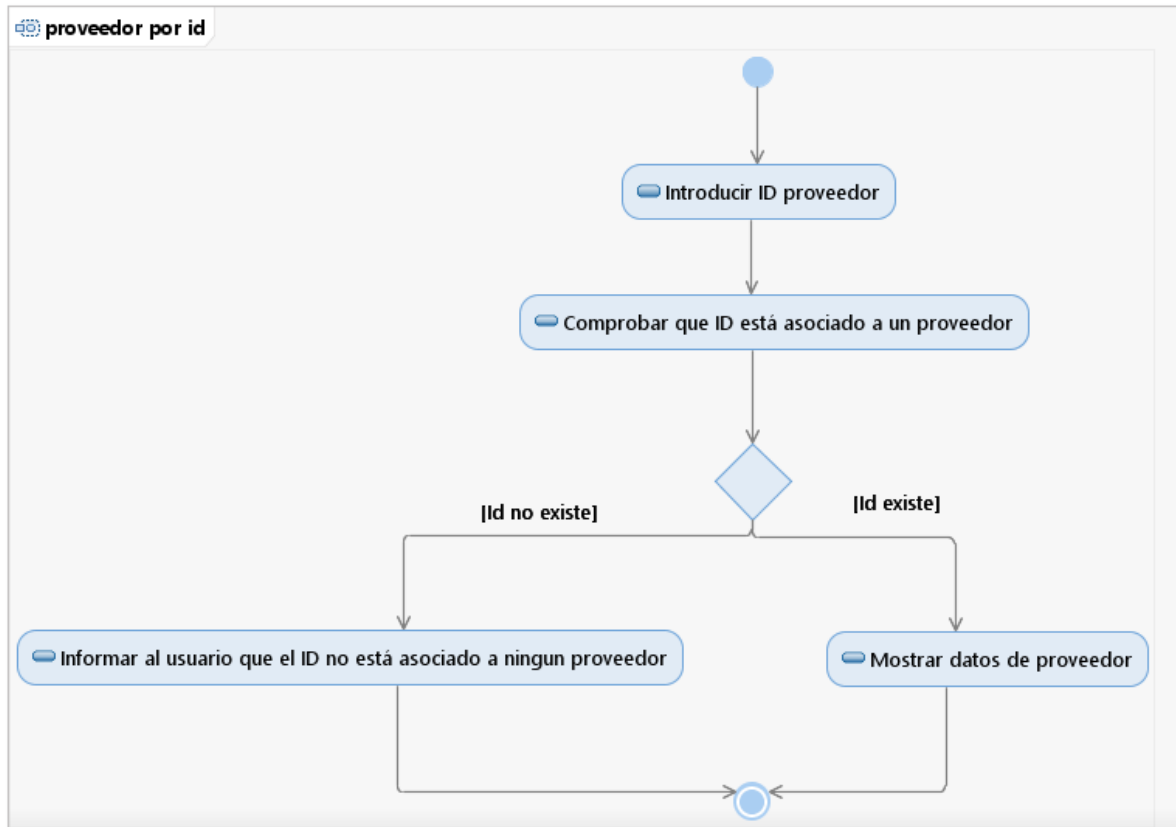 proveedor por id
Introducir ID proveedor
Comprobar que ID está asociado a un proveedor
[Id no existe]
[Id existe]
Informar al usuario que el ID no está asociado a ningun proveedor
Mostrar datos de proveedor